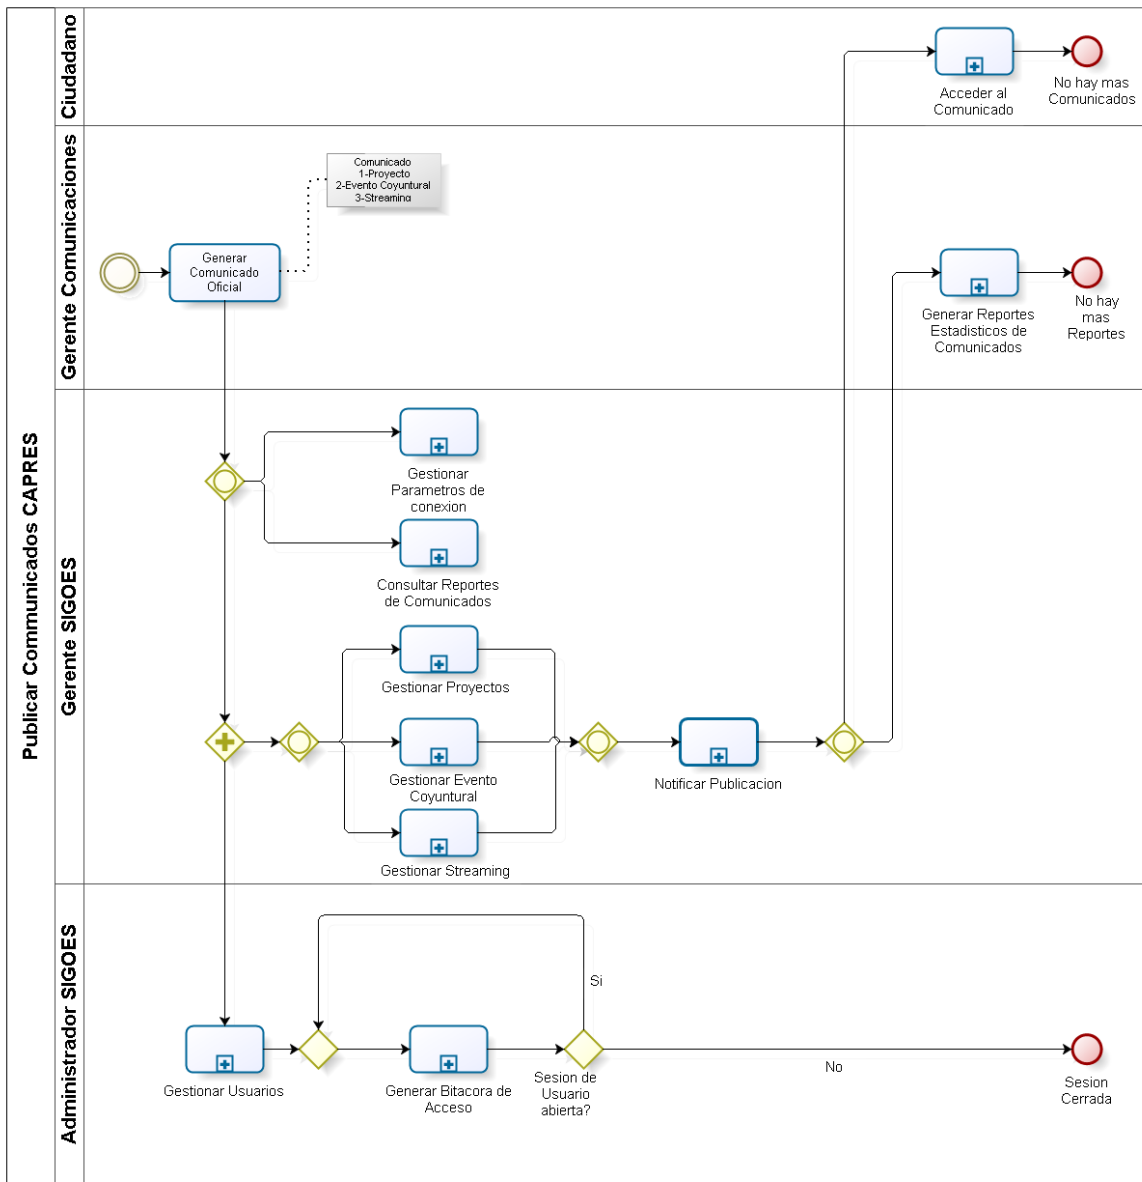 Publicar Communicados CAPRES
Ciudadano
Acceder al
Comunicado
No hay mas
Comunicados
Gerente Comunicaciones
Comunicado
1-Proyecto
2-Evento Coyuntural
3-Streaming
Generar
Comunicado
Oficial
Generar Reportes
Estadisticos de
Comunicados
No hay
mas
Reportes
Gerente SIGOES
Gestionar
Parametros de
conexion
Consultar Reportes
de Comunicados
Gestionar Proyectos
Gestionar Evento
Coyuntural
Notificar Publicacion
Gestionar Streaming
Administrador SIGOES
Si
Gestionar Usuarios
Generar Bitacora de
Acceso
Sesion de
Usuario
abierta?
No
Sesion
Cerrada